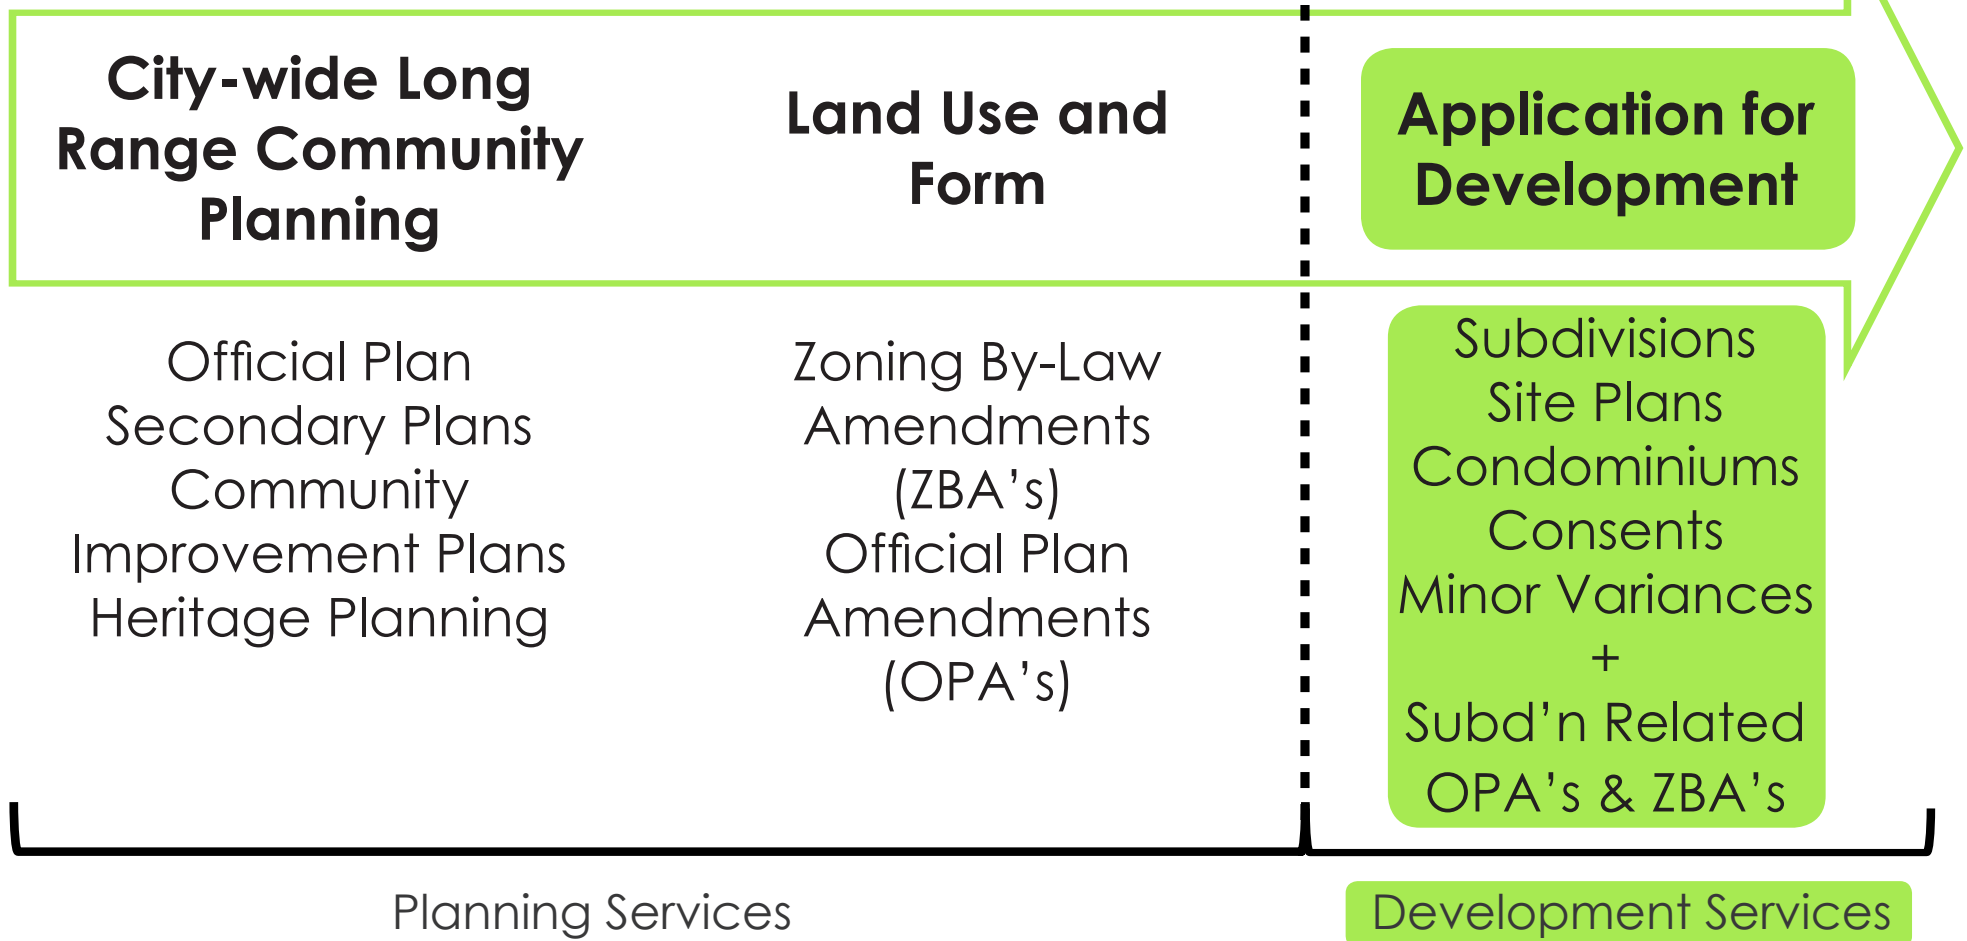 City-wide Long
Range Community
Planning
Land Use and
Form
Application for
Development
Official Plan
Secondary Plans
Community
Improvement Plans
Heritage Planning
Zoning By-Law
Amendments
(ZBA’s)
Official Plan
Amendments
(OPA’s)
Subdivisions
Site Plans
Condominiums
Consents
Minor Variances
+
Subd’n Related
OPA’s & ZBA’s
Planning Services
Development Services